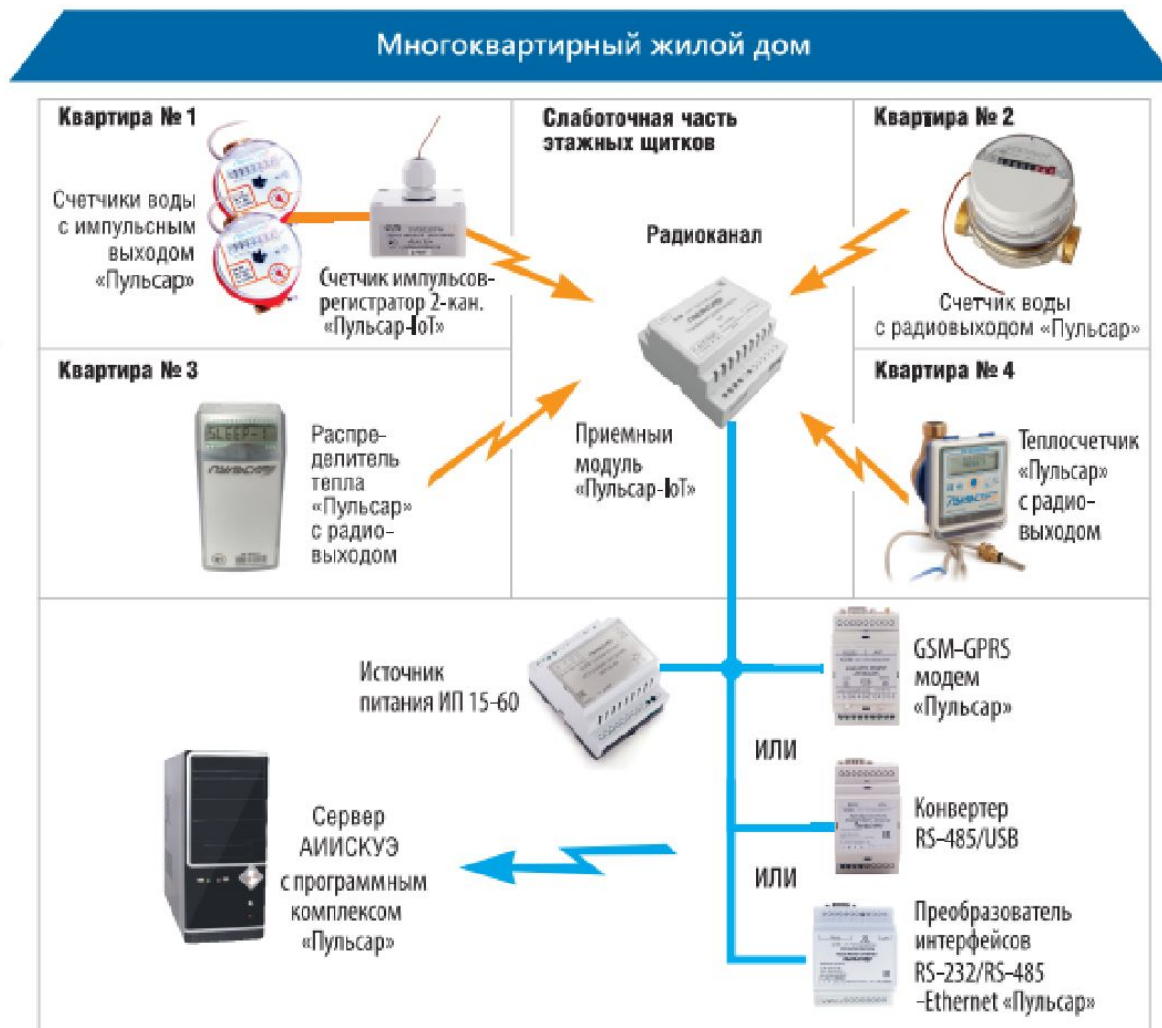 Многоквартирный жилой дом
Квартира № 1
Счетчики воды
с импульсным
выходом
«Пульсар»
Счетчик импульсов-
регистратор 2-кан.
«Пульсар-IoT»
Слаботочная часть
этажных щитков
Радиоканал
Приемный
модуль
«Пульсар-IoT»
Квартира № 2
Счетчик воды
с радиовыходом «Пульсар»
Квартира № 3
SLEEP-1
Распре-
делитель
тепла
«Пульсар»
с радио-
выходом
Квартира № 4
Теплосчетчик
«Пульсар»
с радио-
выходом
Источник
питания ИП 15-60
GSM-GPRS
модем
«Пульсар»
ИЛИ
Конвертер
RS-485/USB
ИЛИ
Преобразователь
интерфейсов
RS-232/RS-485
-Ethernet «Пульсар»
Сервер
АИИСКУЭ
с программным
комплексом
«Пульсар»